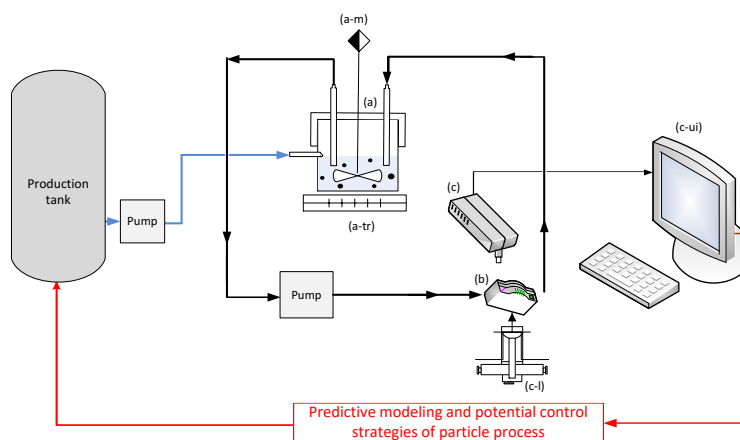 (a-m)
(a)
(c-ui)
Production
tank
(c)
Pump
(a-tr)
(b)
Pump
(c-l)
Predictive modeling and potential control
strategies of particle process